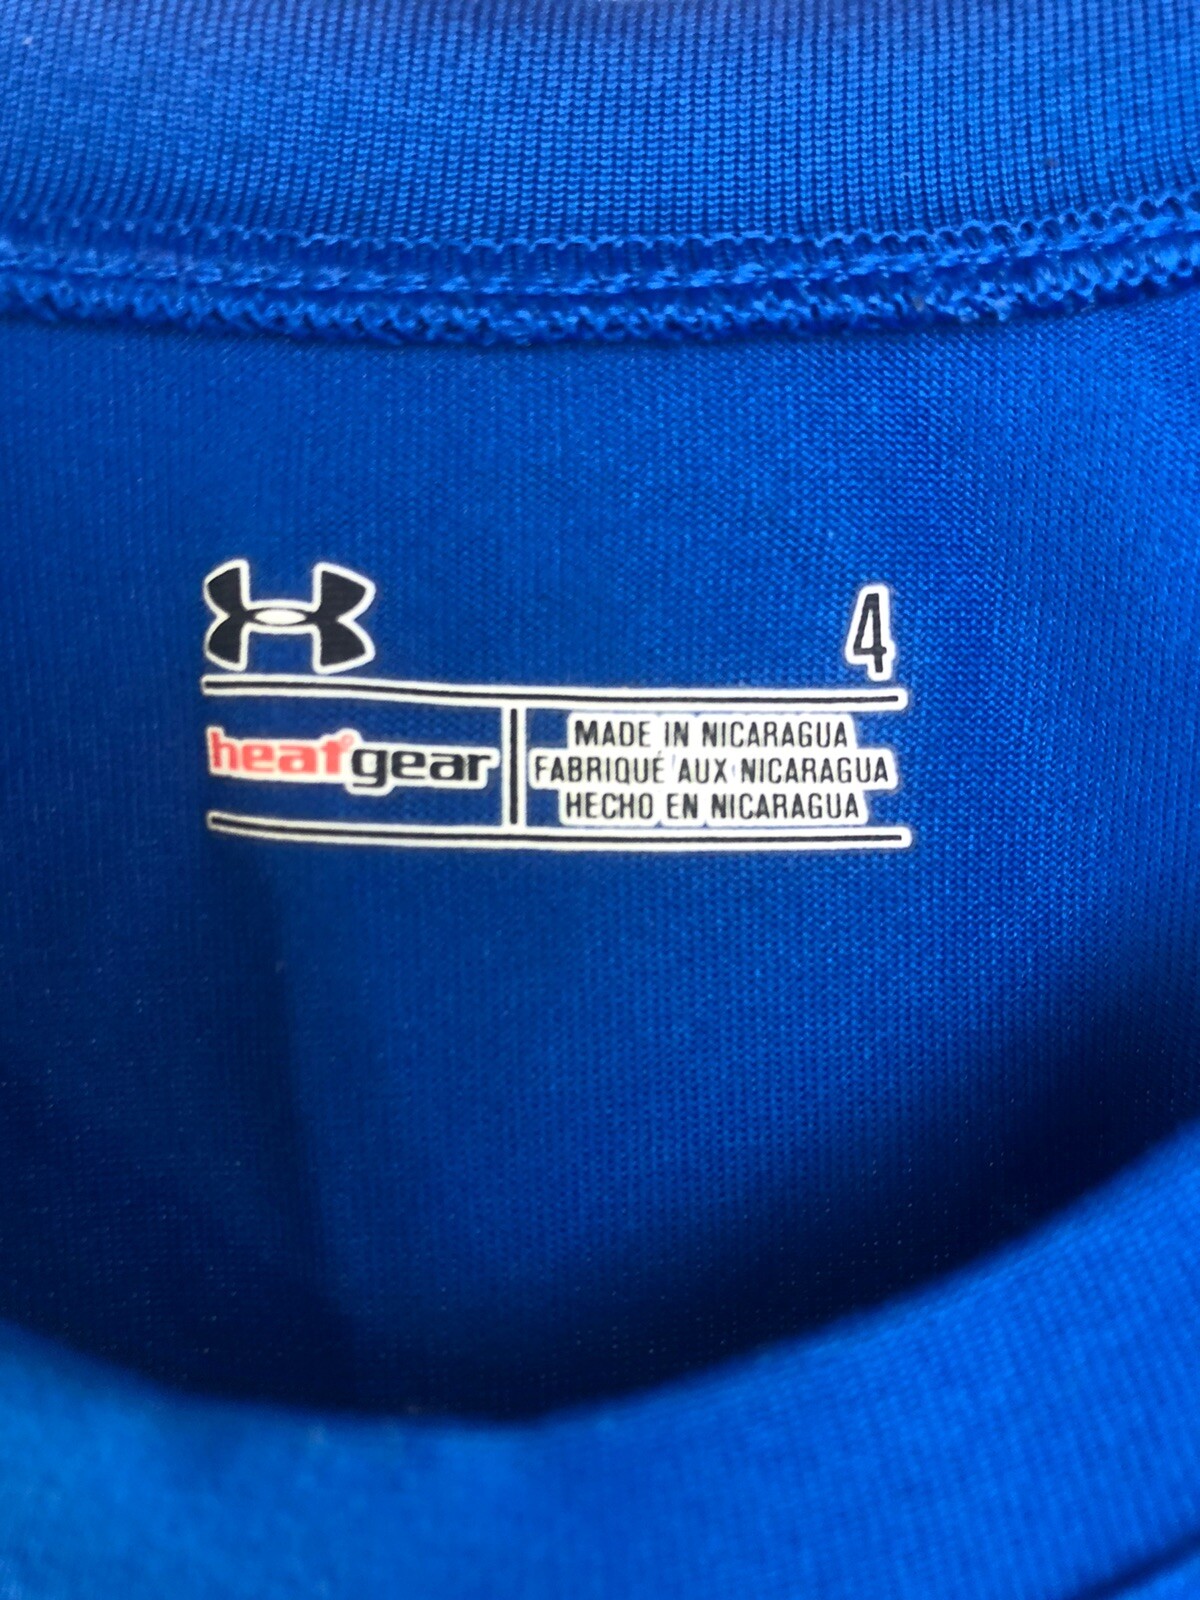 4
heatgear
MADE IN NICARAGUA
FABRIQUÉ AUX NICARAGUA
HECHO EN NICARAGUA